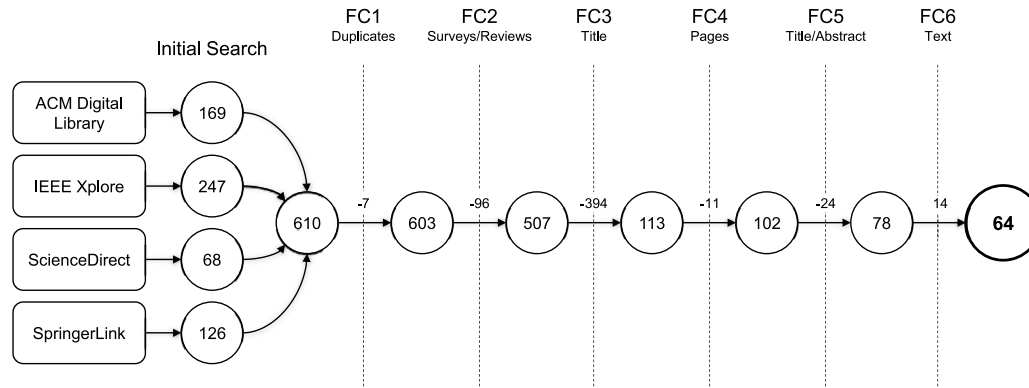 FC1
Duplicates
FC2
Surveys/Reviews
FC3
Title
FC4
Pages
FC5
Title/Abstract
FC6
Text
Initial Search
ACM Digital
Library
169
IEEE Xplore
247
ScienceDirect
68
SpringerLink
126
610
-7
603
-96
507
-394
113
-11
102
-24
78
14
64